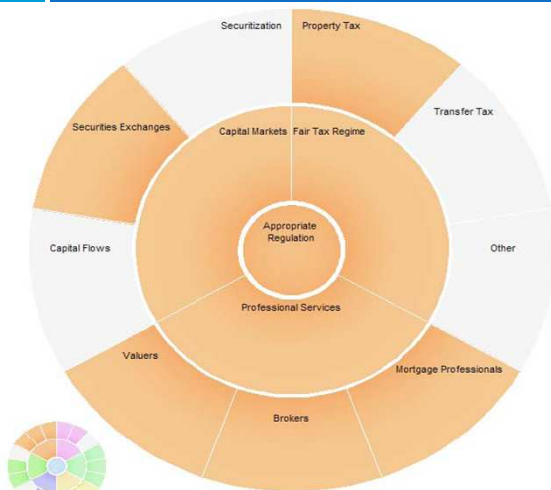 Securitization
Property Tax
Securities Exchanges
Transfer Tax
Capital Markets
Fair Tax Regime
Appropriate
Regulation
Capital Flows
Other
Professional Services
Valuers
Mortgage Professionals
Brokers